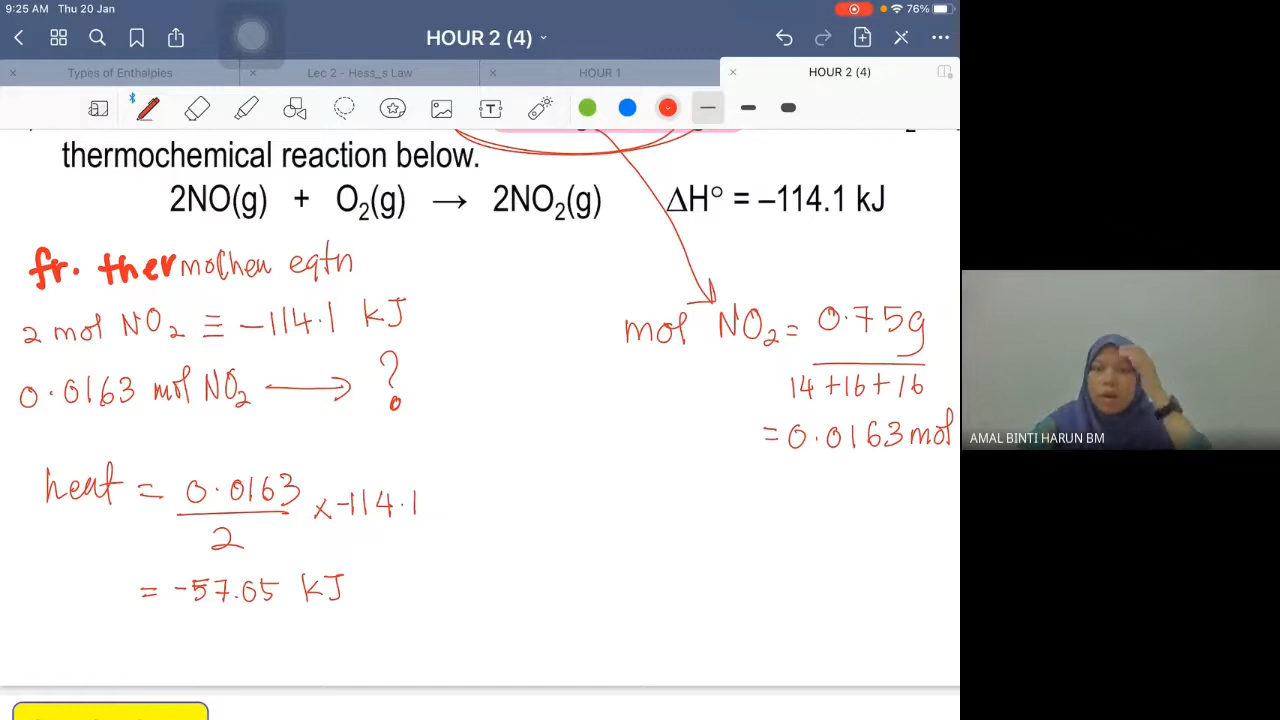 9:25 AM Thu 20 Jan
76%
HOUR 2 (4)
Types of Enthalpies
Lec 2 - Hess_s Law
HOUR 1
HOUR 2 (4)
thermochemical reaction below.
2NO(g) + O₂(g) → 2NO₂(g) ΔH° = –114.1 kJ
fr. thermochem eqtn
2 mol NO₂ ≡ -114.1 kJ
0.0163 mol NO₂ → ?
mol NO₂ = 0.75g
14+16+16
= 0.0163 mol
heat = 0.0163 x -114.1
2
= -57.05 kJ
AMAL BINTI HARUN BM